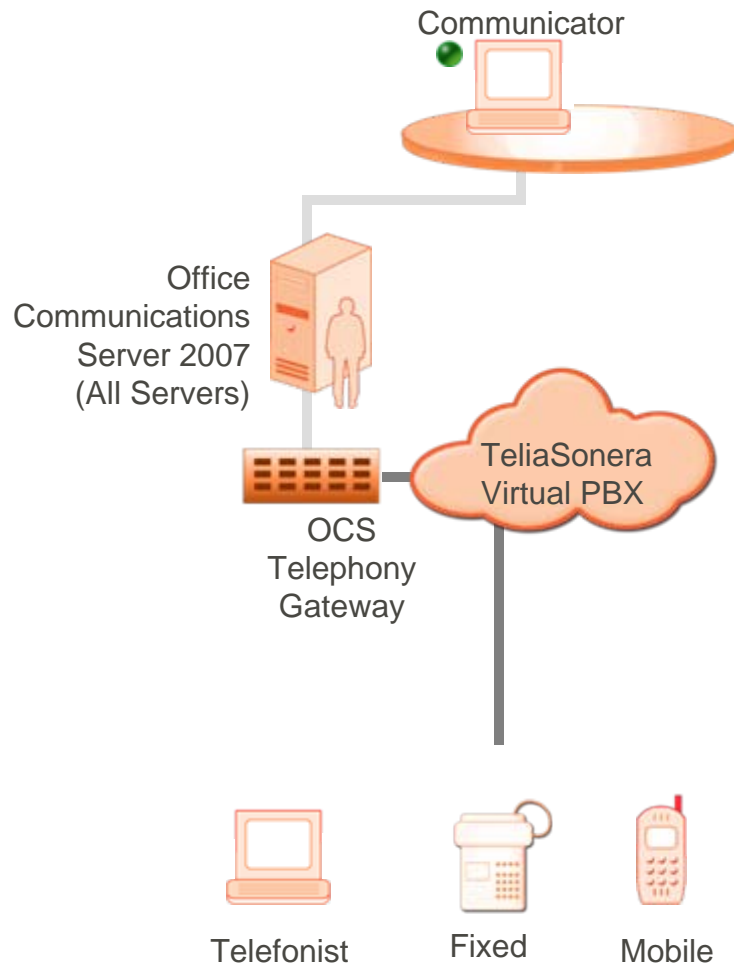 Communicator
Office
Communications
Server 2007
(All Servers)
TeliaSonera
Virtual PBX
OCS
Telephony
Gateway
Telefonist
Fixed
Mobile